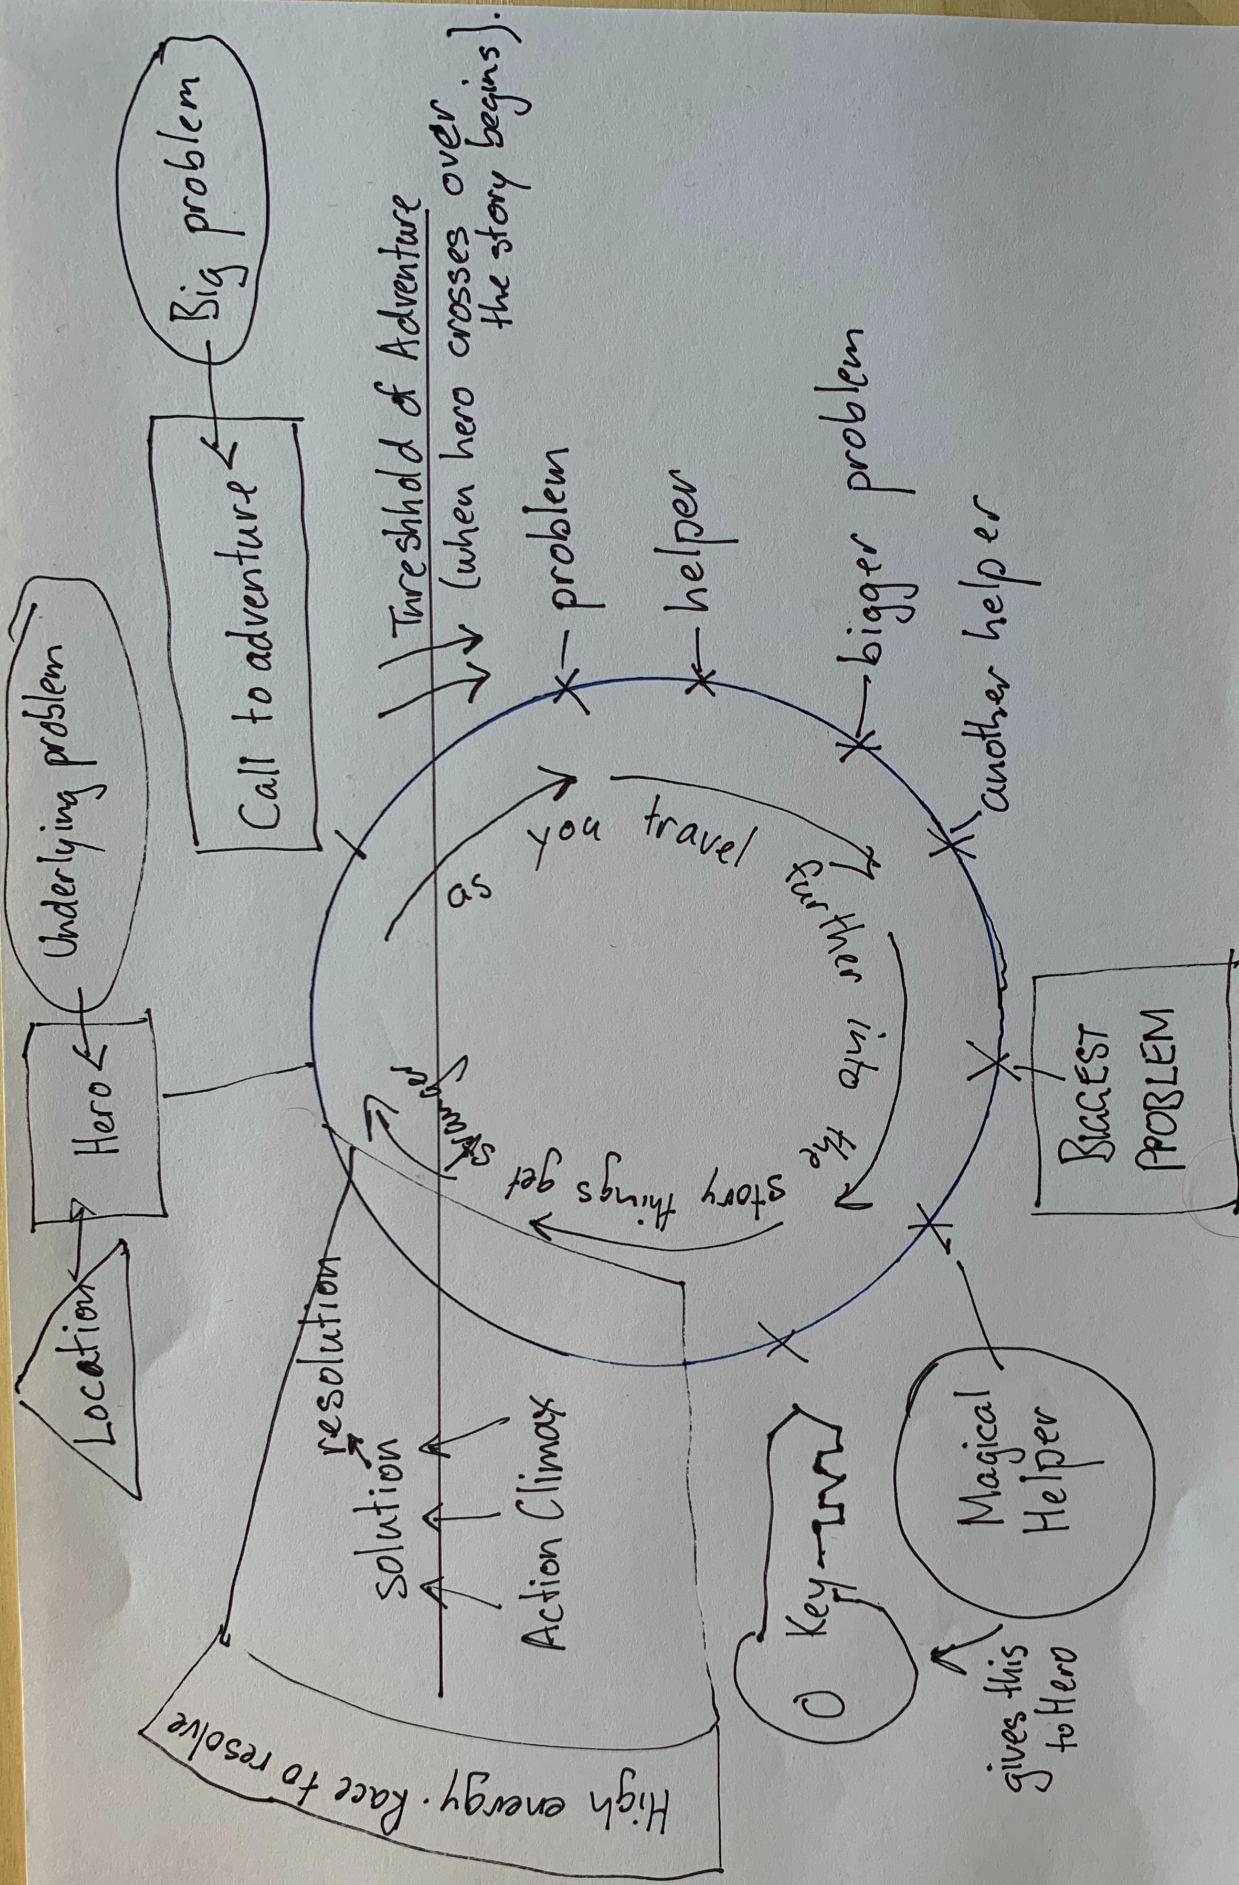 Location
Hero
Underlying problem
Call to adventure
Big problem
Threshhold of Adventure
(when hero crosses over
the story begins).
problem
helper
bigger problem
another helper
BIGGEST
PROBLEM
Magical
Helper
gives this
to Hero
Key
High energy. Race to resolve
Action Climax
solution
resolution
as
you travel
further into the
story things get
stranger